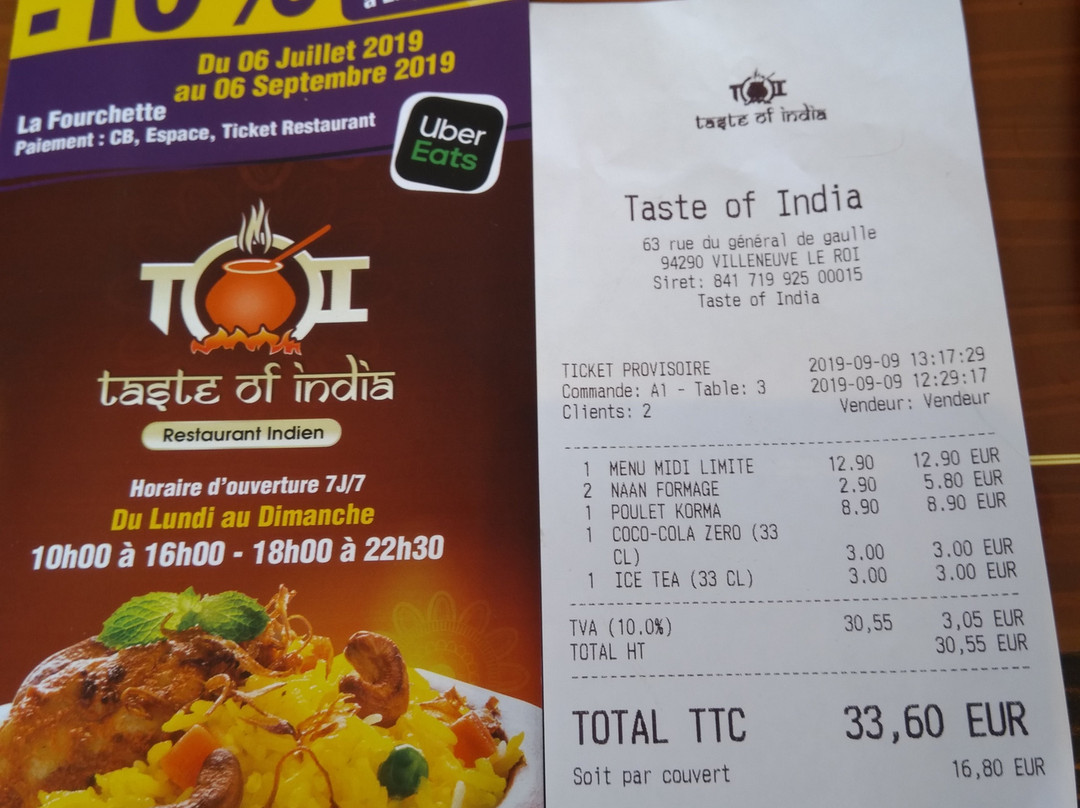 -10%
Du 06 Juillet 2019
au 06 Septembre 2019
La Fourchette
Paiement : CB, Espace, Ticket Restaurant
Uber
Eats
TOI
taste of india
Restaurant Indien
Horaire d'ouverture 7J/7
Du Lundi au Dimanche
10h00 à 16h00 - 18h00 à 22h30
TOI
taste of india
Taste of India
63 rue du général de gaulle
94290 VILLENEUVE LE ROI
Siret: 841 719 925 00015
Taste of India
TICKET PROVISOIRE 2019-09-09 13:17:29
Commande: A1 - Table: 3 2019-09-09 12:29:17
Clients: 2 Vendeur: Vendeur
1 MENU MIDI LIMITE 12.90 12.90 EUR
2 NAAN FORMAGE 2.90 5.80 EUR
1 POULET KORMA 8.90 8.90 EUR
1 COCO-COLA ZERO (33
CL) 3.00 3.00 EUR
1 ICE TEA (33 CL) 3.00 3.00 EUR
TVA (10.0%) 30,55 3,05 EUR
TOTAL HT 30,55 EUR
TOTAL TTC 33,60 EUR
Soit par couvert 16,80 EUR